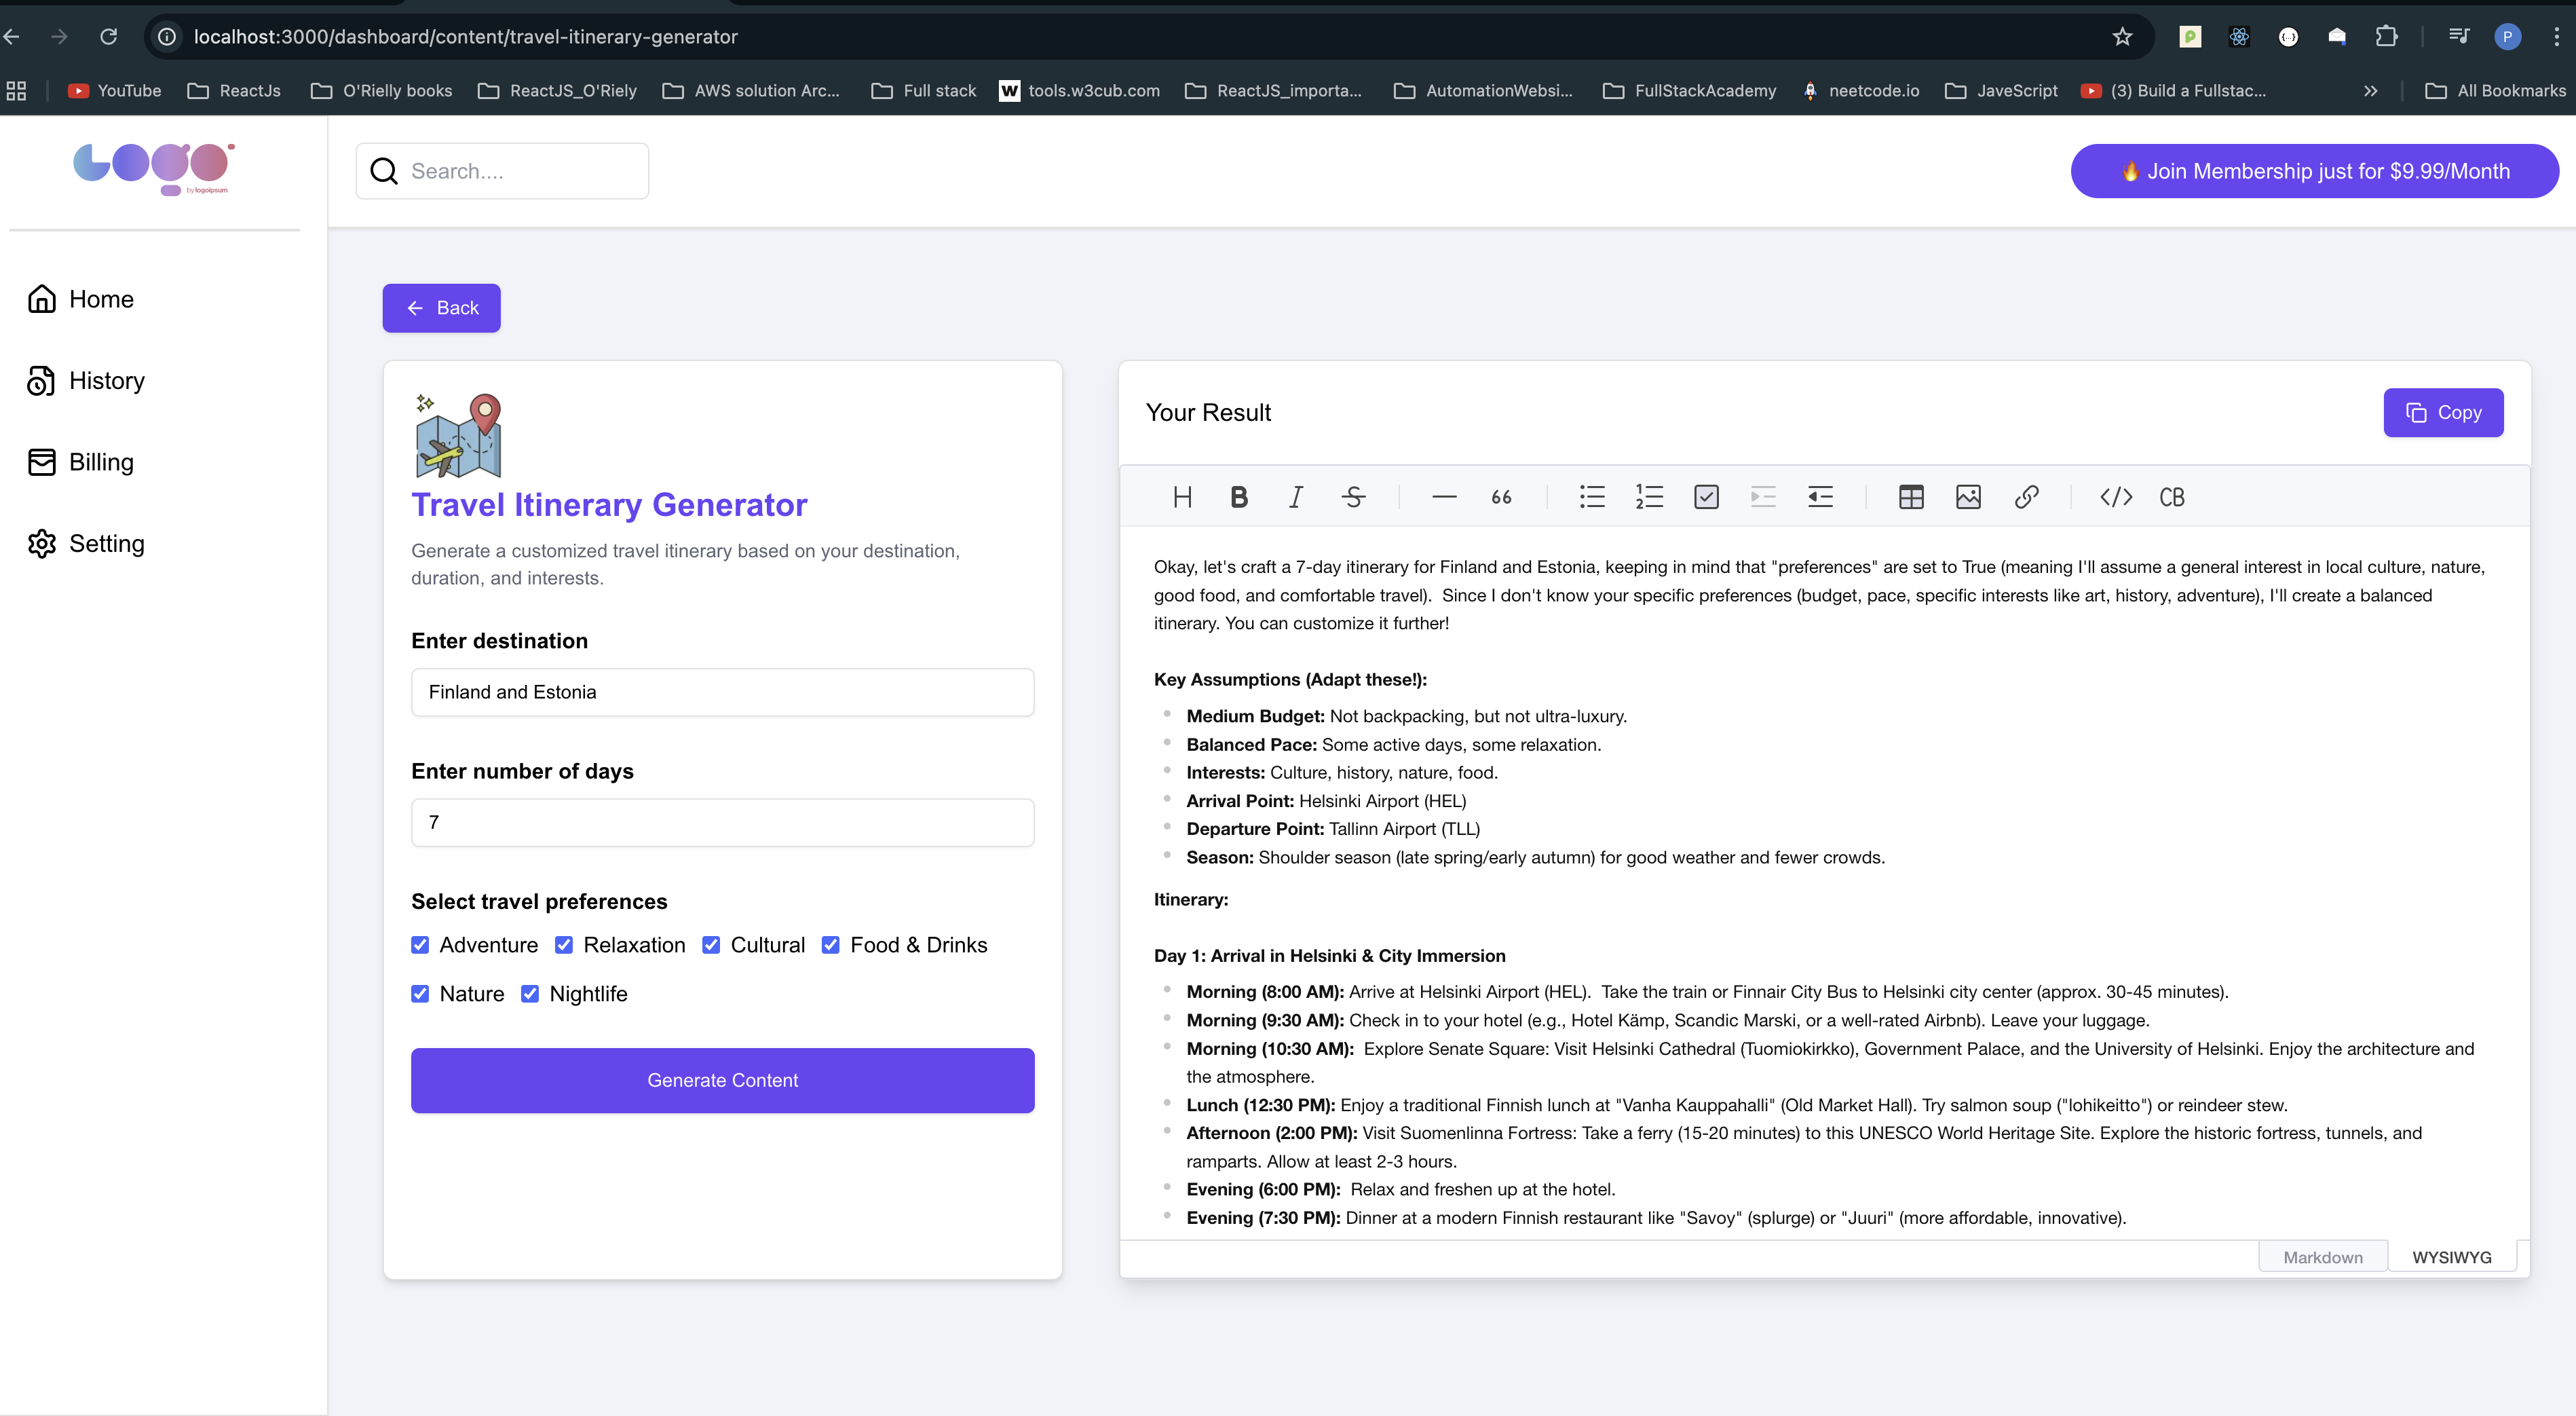 localhost:3000/dashboard/content/travel-itinerary-generator
P
YouTube ReactJs O'Rielly books ReactJS_O'Riely AWS solution Arc... Full stack W tools.w3cub.com ReactJS_importa... AutomationWebsi... FullStackAcademy neetcode.io JaveScript (3) Build a Fullstac... » All Bookmarks
Logo
by logoipsum
Search....
🔥 Join Membership just for $9.99/Month
Home
History
Billing
Setting
Back
Travel Itinerary Generator
Generate a customized travel itinerary based on your destination,
duration, and interests.
Enter destination
Finland and Estonia
Enter number of days
7
Select travel preferences
Adventure Relaxation Cultural Food & Drinks
Nature Nightlife
Generate Content
Your Result
Copy
H B I S 66 CB
Okay, let's craft a 7-day itinerary for Finland and Estonia, keeping in mind that "preferences" are set to True (meaning I'll assume a general interest in local culture, nature,
good food, and comfortable travel). Since I don't know your specific preferences (budget, pace, specific interests like art, history, adventure), I'll create a balanced
itinerary. You can customize it further!
Key Assumptions (Adapt these!):
Medium Budget: Not backpacking, but not ultra-luxury.
Balanced Pace: Some active days, some relaxation.
Interests: Culture, history, nature, food.
Arrival Point: Helsinki Airport (HEL)
Departure Point: Tallinn Airport (TLL)
Season: Shoulder season (late spring/early autumn) for good weather and fewer crowds.
Itinerary:
Day 1: Arrival in Helsinki & City Immersion
Morning (8:00 AM): Arrive at Helsinki Airport (HEL). Take the train or Finnair City Bus to Helsinki city center (approx. 30-45 minutes).
Morning (9:30 AM): Check in to your hotel (e.g., Hotel Kämp, Scandic Marski, or a well-rated Airbnb). Leave your luggage.
Morning (10:30 AM): Explore Senate Square: Visit Helsinki Cathedral (Tuomiokirkko), Government Palace, and the University of Helsinki. Enjoy the architecture and
the atmosphere.
Lunch (12:30 PM): Enjoy a traditional Finnish lunch at "Vanha Kauppahalli" (Old Market Hall). Try salmon soup ("lohikeitto") or reindeer stew.
Afternoon (2:00 PM): Visit Suomenlinna Fortress: Take a ferry (15-20 minutes) to this UNESCO World Heritage Site. Explore the historic fortress, tunnels, and
ramparts. Allow at least 2-3 hours.
Evening (6:00 PM): Relax and freshen up at the hotel.
Evening (7:30 PM): Dinner at a modern Finnish restaurant like "Savoy" (splurge) or "Juuri" (more affordable, innovative).
Markdown WYSIWYG